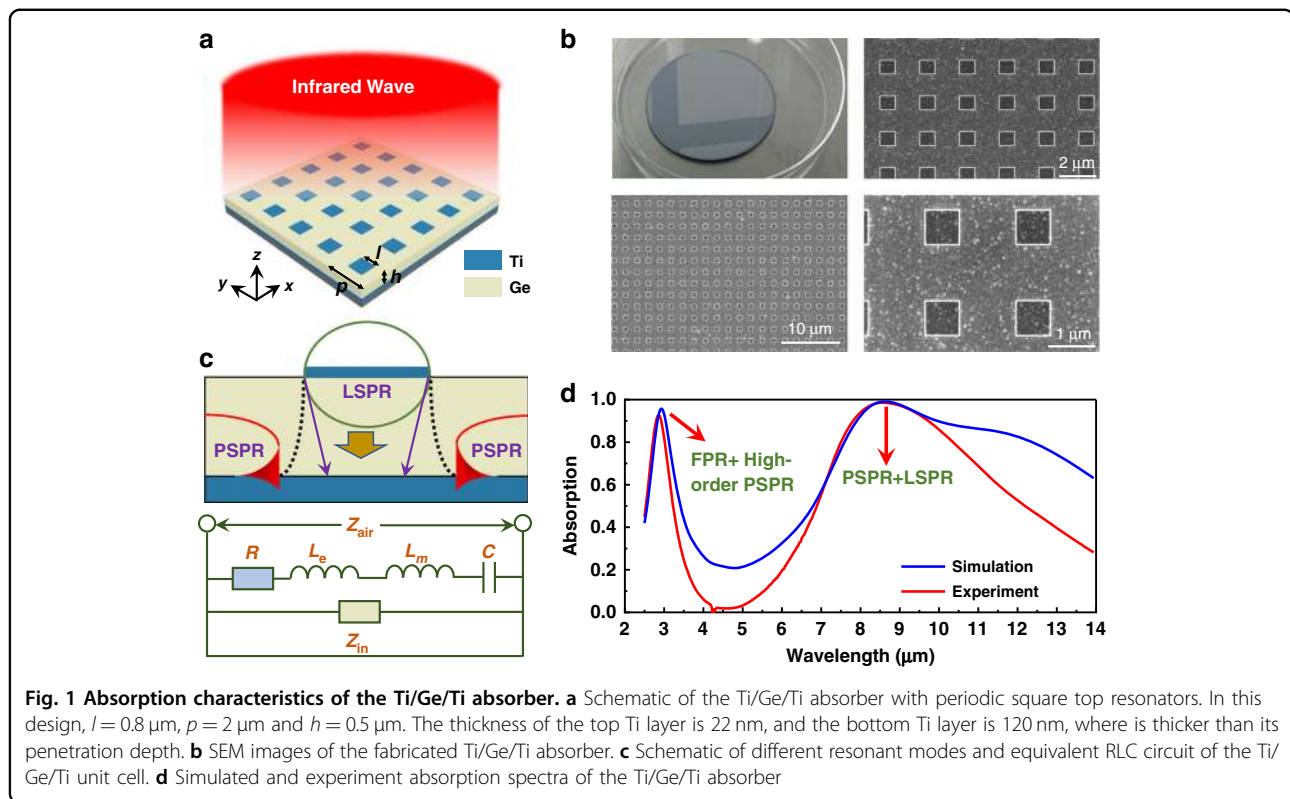 a
Infrared Wave
l
h
p
z
y
x
Ti
Ge
b
2 μm
10 μm
1 μm
c
LSPR
PSPR
PSPR
Z_air
R
L_e
L_m
C
Z_in
d
1.0
0.8
0.6
0.4
0.2
0.0
Absorption
FPR+ High-
order PSPR
PSPR+LSPR
Simulation
Experiment
2 3 4 5 6 7 8 9 10 11 12 13 14
Wavelength (μm)
Fig. 1 Absorption characteristics of the Ti/Ge/Ti absorber. a Schematic of the Ti/Ge/Ti absorber with periodic square top resonators. In this
design, l = 0.8 μm, p = 2 μm and h = 0.5 μm. The thickness of the top Ti layer is 22 nm, and the bottom Ti layer is 120 nm, where is thicker than its
penetration depth. b SEM images of the fabricated Ti/Ge/Ti absorber. c Schematic of different resonant modes and equivalent RLC circuit of the Ti/
Ge/Ti unit cell. d Simulated and experiment absorption spectra of the Ti/Ge/Ti absorber